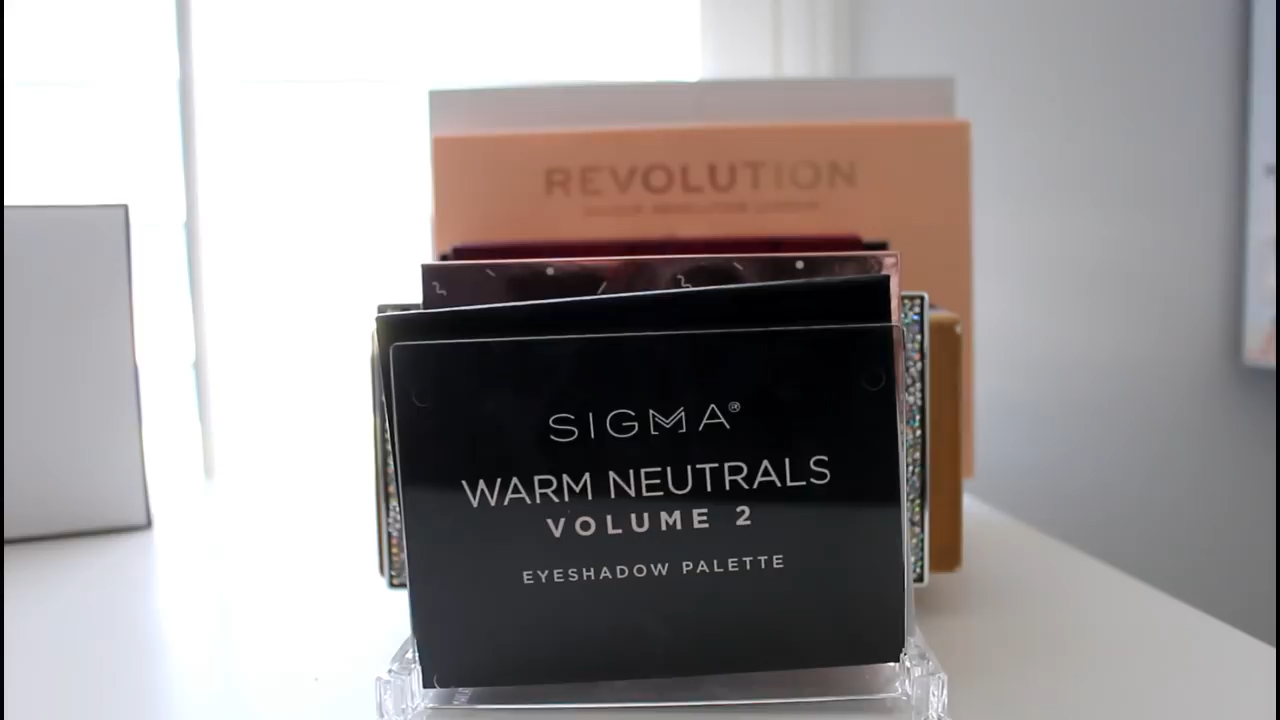 REVOLUTION
SIGMA®
WARM NEUTRALS
VOLUME 2
EYESHADOW PALETTE